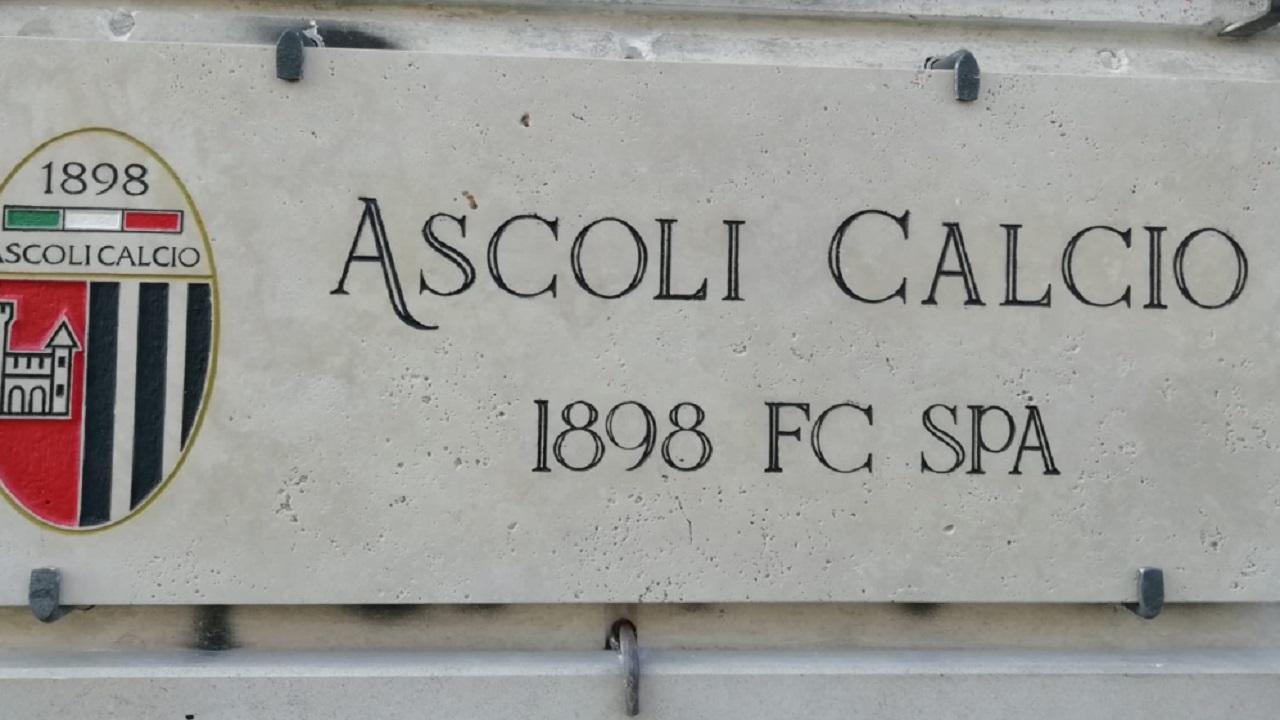 1898
ASCOLI CALCIO
ASCOLI CALCIO
1898 FC SPA